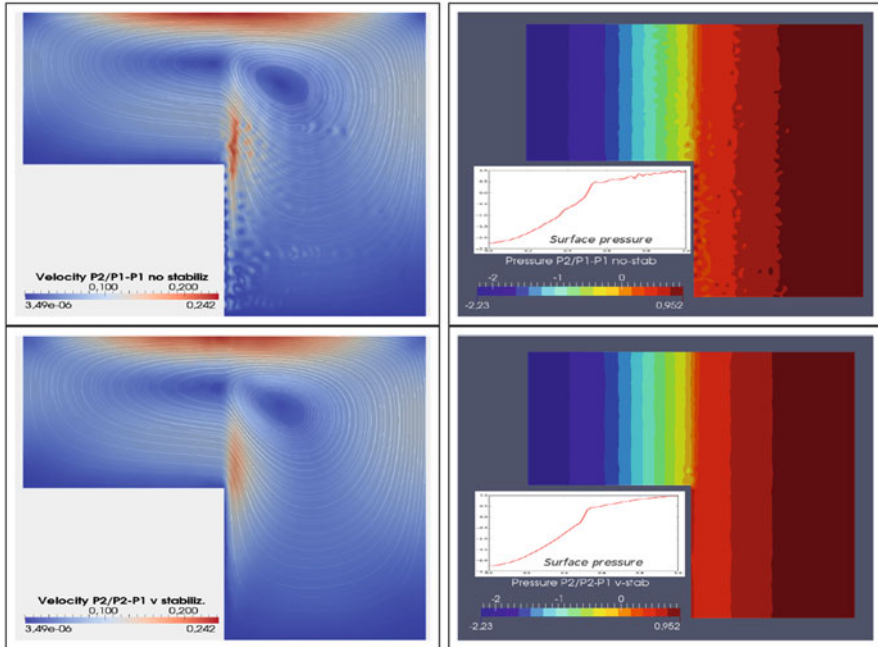 Velocity P2/P1-P1 no stabiliz
0,100 0,200
3,49e-06 0,242
Surface pressure
Pressure P2/P1-P1 no-stab
-2 -1 0
-2,23 0,952
Velocity P2/P2-P1 v stabiliz.
0,100 0,200
3,49e-06 0,242
Surface pressure
Pressure P2/P2-P1 v-stab
-2 -1 0
-2,23 0,952